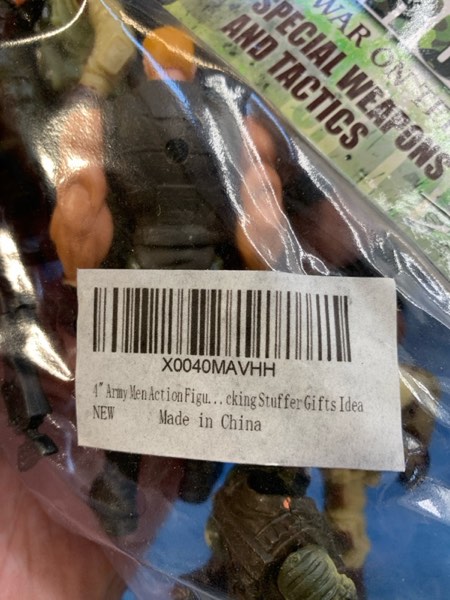 WAR ON
SPECIAL WEAPONS
AND TACTICS
X0040MAVHH
4" Army Men Action Figu... cking Stuffer Gifts Idea
NEW
Made in China